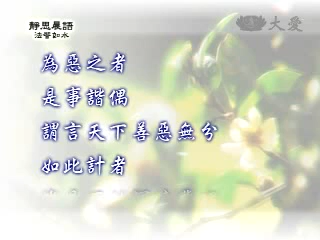 靜思晨語
法譬如水
大愛
為惡之者
是事諧偶
謂言天下善惡無分
如此計者